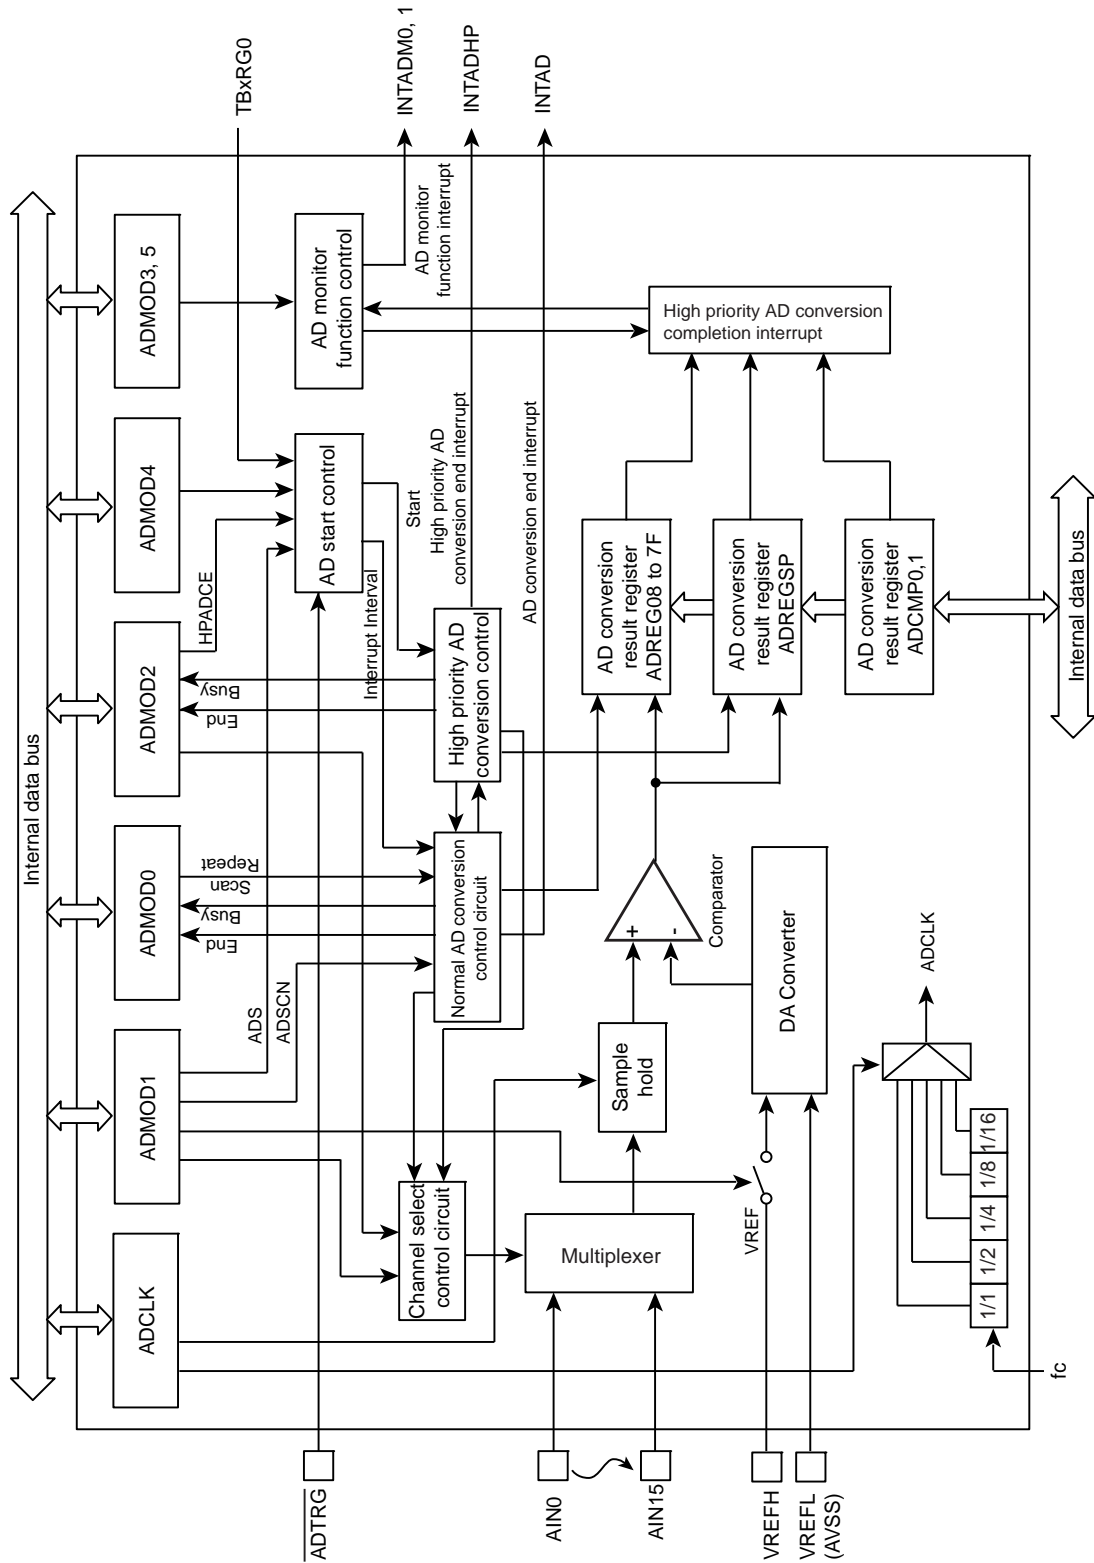 Internal data bus
ADCLK
ADMOD1
ADMOD0
ADMOD2
ADMOD4
ADMOD3, 5
ADS
ADSCN
End
Busy
Scan
Repeat
End
Busy
HPADCE
TBxRG0
ADTRG
AD start control
AD monitor
function control
INTADM0, 1
AD monitor
function interrupt
Interrupt Interval
Start
Channel select
control circuit
Normal AD conversion
control circuit
High priority AD
conversion control
High priority AD
conversion end interrupt
INTADHP
AD conversion end interrupt
INTAD
AIN0
AIN15
Multiplexer
Sample
hold
+
-
Comparator
AD conversion
result register
ADREG08 to 7F
AD conversion
result register
ADREGSP
AD conversion
result register
ADCMP0,1
High priority AD conversion
completion interrupt
VREFH
VREFL
(AVSS)
VREF
DA Converter
ADCLK
1/1
1/2
1/4
1/8
1/16
fc
Internal data bus